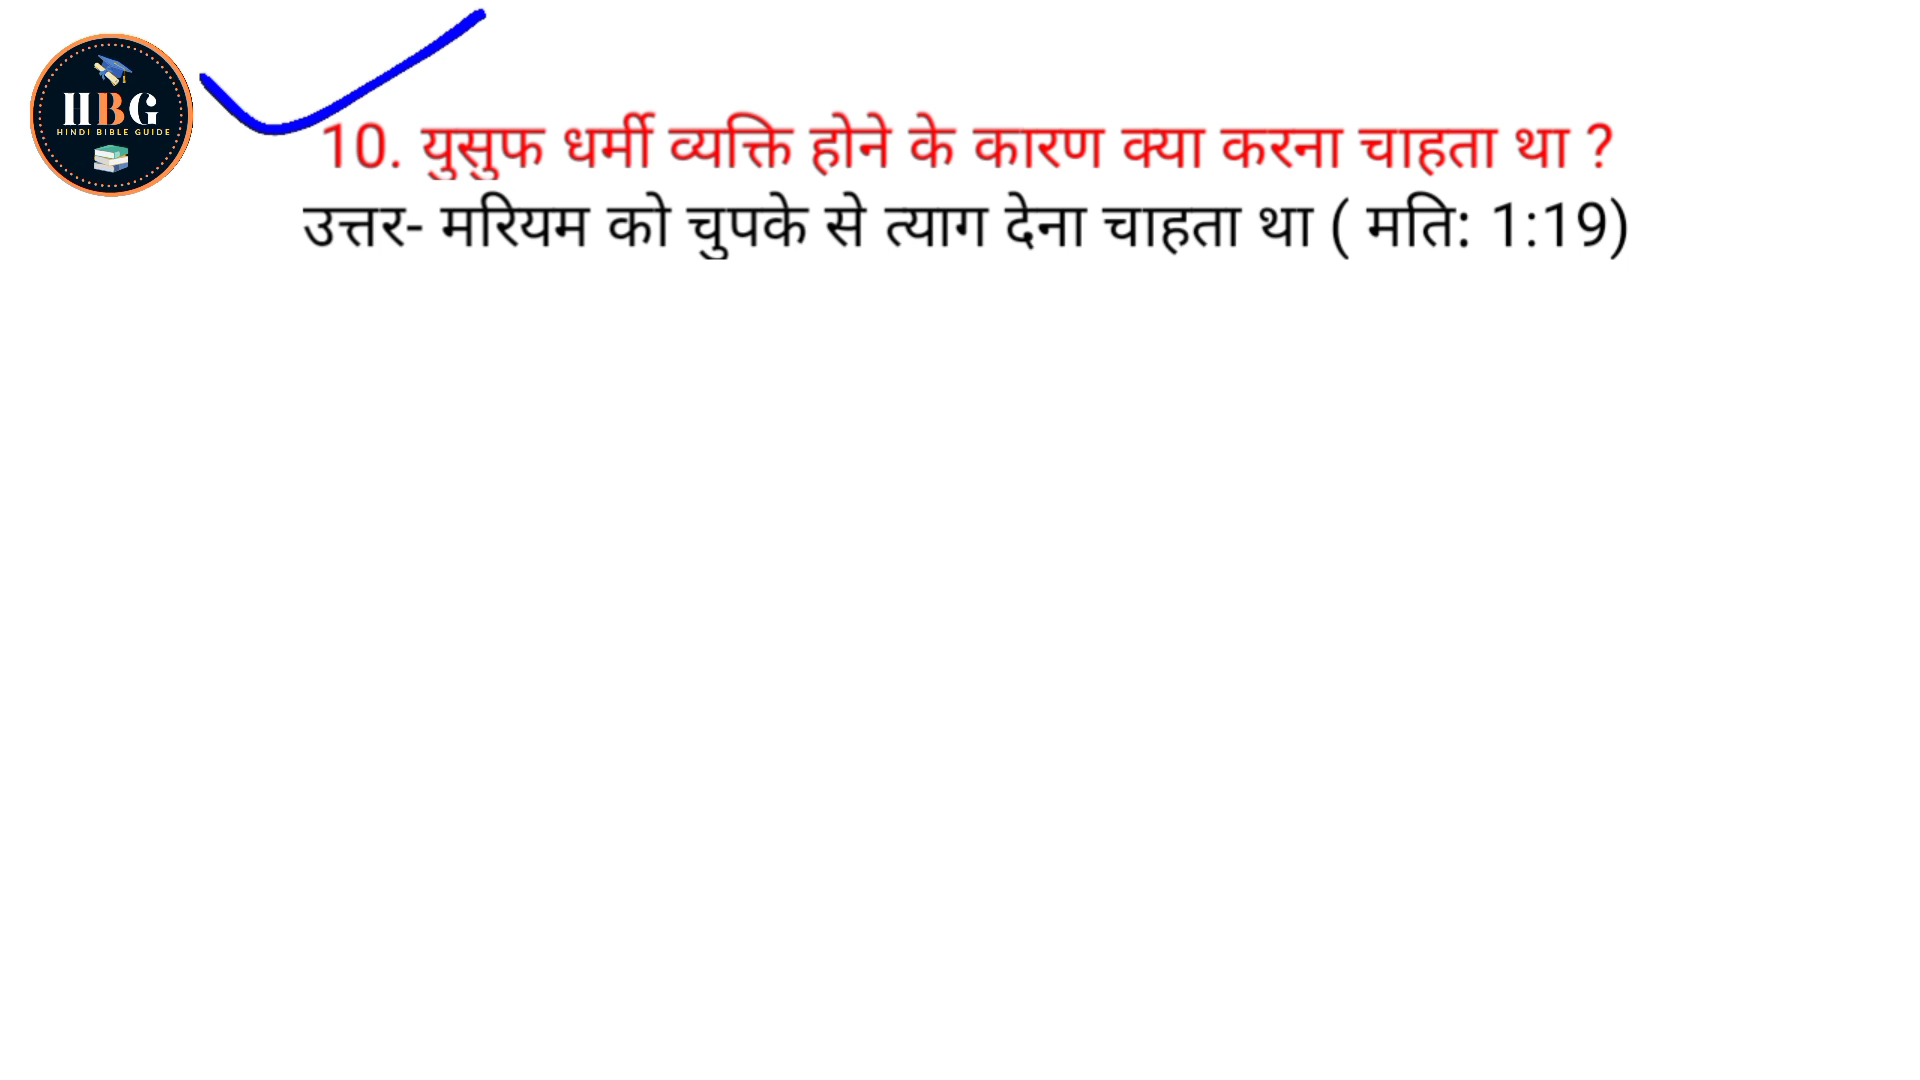 HBG
HINDI BIBLE GUIDE
10. युसुफ धर्मी व्यक्ति होने के कारण क्या करना चाहता था ?
उत्तर- मरियम को चुपके से त्याग देना चाहता था ( मति: 1:19)